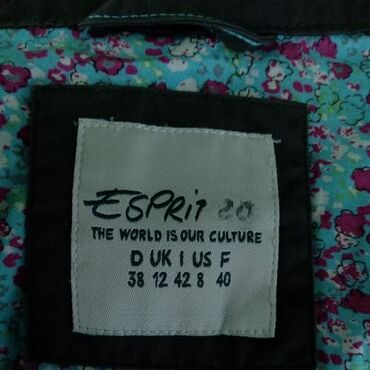 ESPRIT 20
THE WORLD IS OUR CULTURE
D UK I US F
38 12 42 8 40